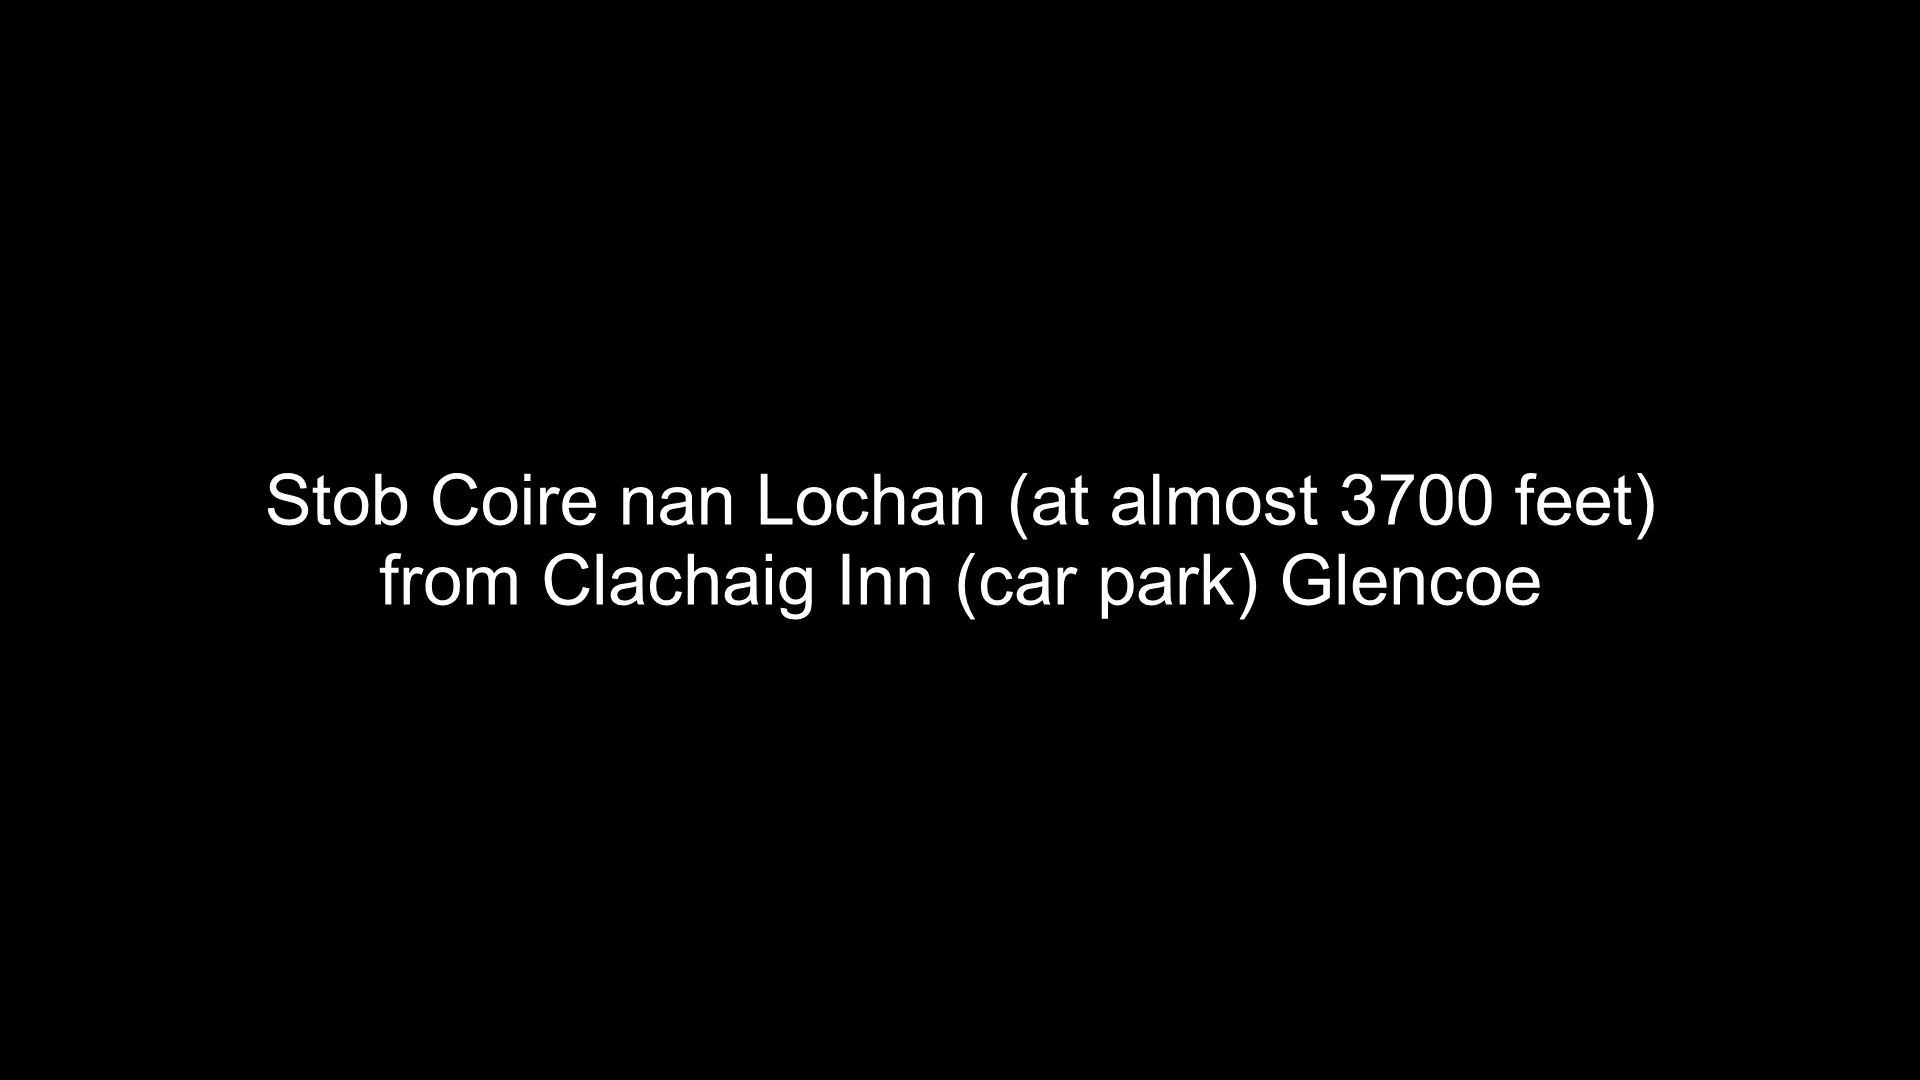 Stob Coire nan Lochan (at almost 3700 feet)
from Clachaig Inn (car park) Glencoe